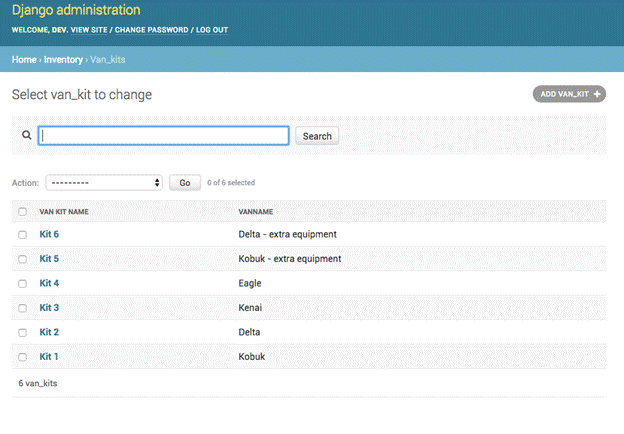 Django administration
WELCOME, DEV. VIEW SITE / CHANGE PASSWORD / LOG OUT
Home › Inventory › Van_kits
Select van_kit to change
ADD VAN_KIT +
Search
Action: --------- Go 0 of 6 selected
VAN KIT NAME VANNAME
Kit 6 Delta - extra equipment
Kit 5 Kobuk - extra equipment
Kit 4 Eagle
Kit 3 Kenai
Kit 2 Delta
Kit 1 Kobuk
6 van_kits